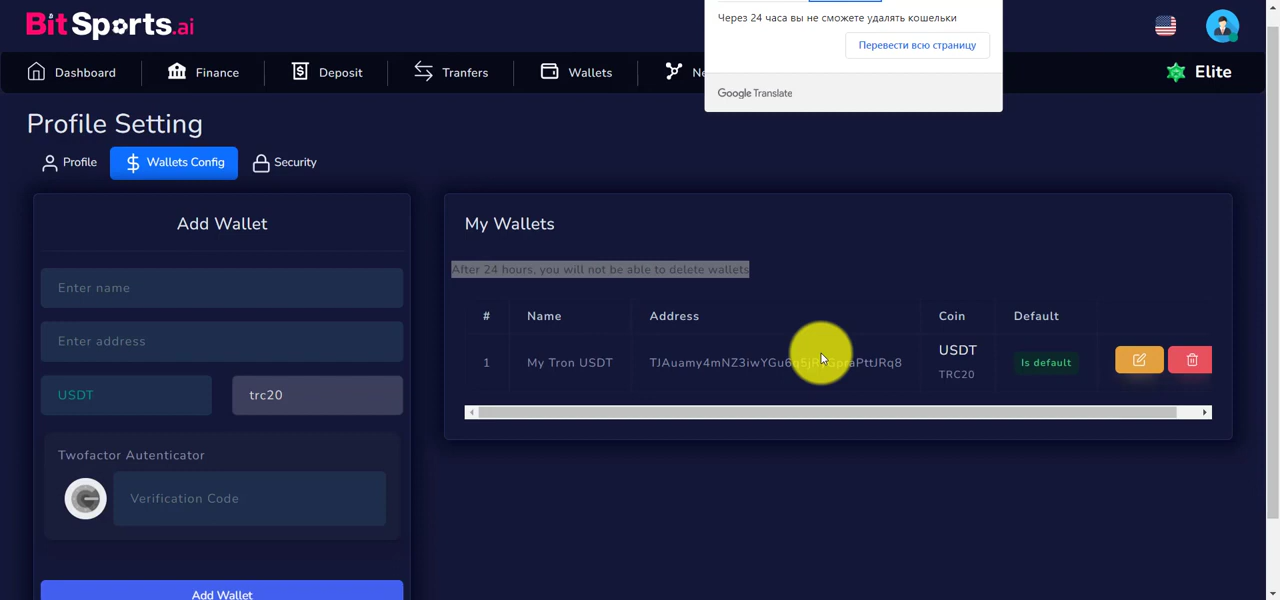 BitSports.ai
Через 24 часа вы не сможете удалять кошельки
Перевести всю страницу
Google Translate
Dashboard
Finance
Deposit
Tranfers
Wallets
Elite
Profile Setting
Profile
Wallets Config
Security
Add Wallet
Enter name
Enter address
USDT
trc20
Twofactor Autenticator
Verification Code
Add Wallet
My Wallets
After 24 hours, you will not be able to delete wallets
# Name Address Coin Default
1 My Tron USDT USDT Is default
TRC20